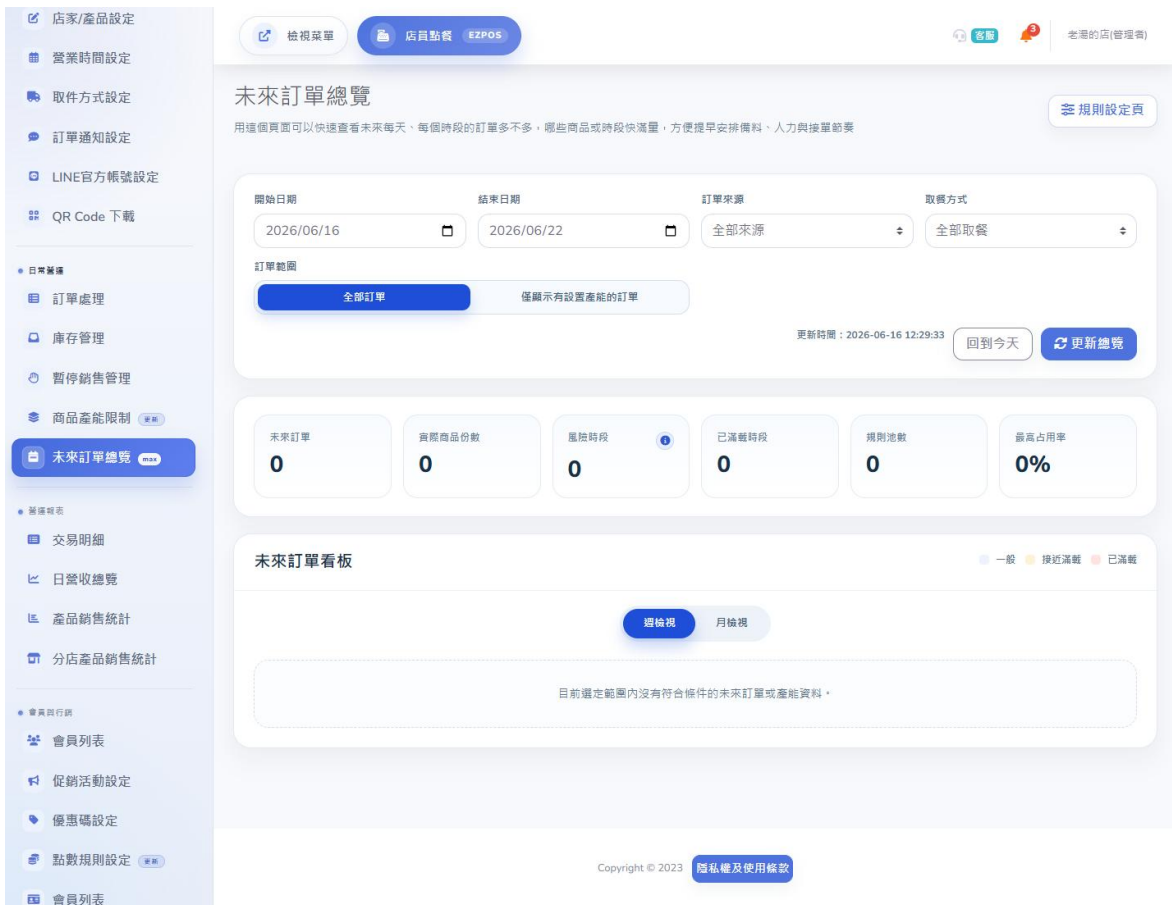 店家/產品設定
營業時間設定
取件方式設定
訂單通知設定
LINE官方帳號設定
QR Code 下載
日常營運
訂單處理
庫存管理
暫停銷售管理
商品產能限制 更新
未來訂單總覽 max
營運報表
交易明細
日營收總覽
產品銷售統計
分店產品銷售統計
會員與行銷
會員列表
促銷活動設定
優惠碼設定
點數規則設定 更新
會員列表
檢視菜單
店員點餐 EZPOS
客服
3
老湯的店(管理者)
未來訂單總覽
用這個頁面可以快速查看未來每天、每個時段的訂單多不多，哪些商品或時段快滿量，方便提早安排備料、人力與接單節奏
規則設定頁
開始日期 結束日期 訂單來源 取餐方式
2026/06/16 2026/06/22 全部來源 全部取餐
訂單範圍
全部訂單 僅顯示有設置產能的訂單
更新時間：2026-06-16 12:29:33 回到今天 更新總覽
未來訂單 實際商品份數 風險時段 已滿載時段 規則池數 最高占用率
0 0 0 0 0 0%
未來訂單看板
一般 接近滿載 已滿載
週檢視 月檢視
目前選定範圍內沒有符合條件的未來訂單或產能資料。
Copyright © 2023 隱私權及使用條款